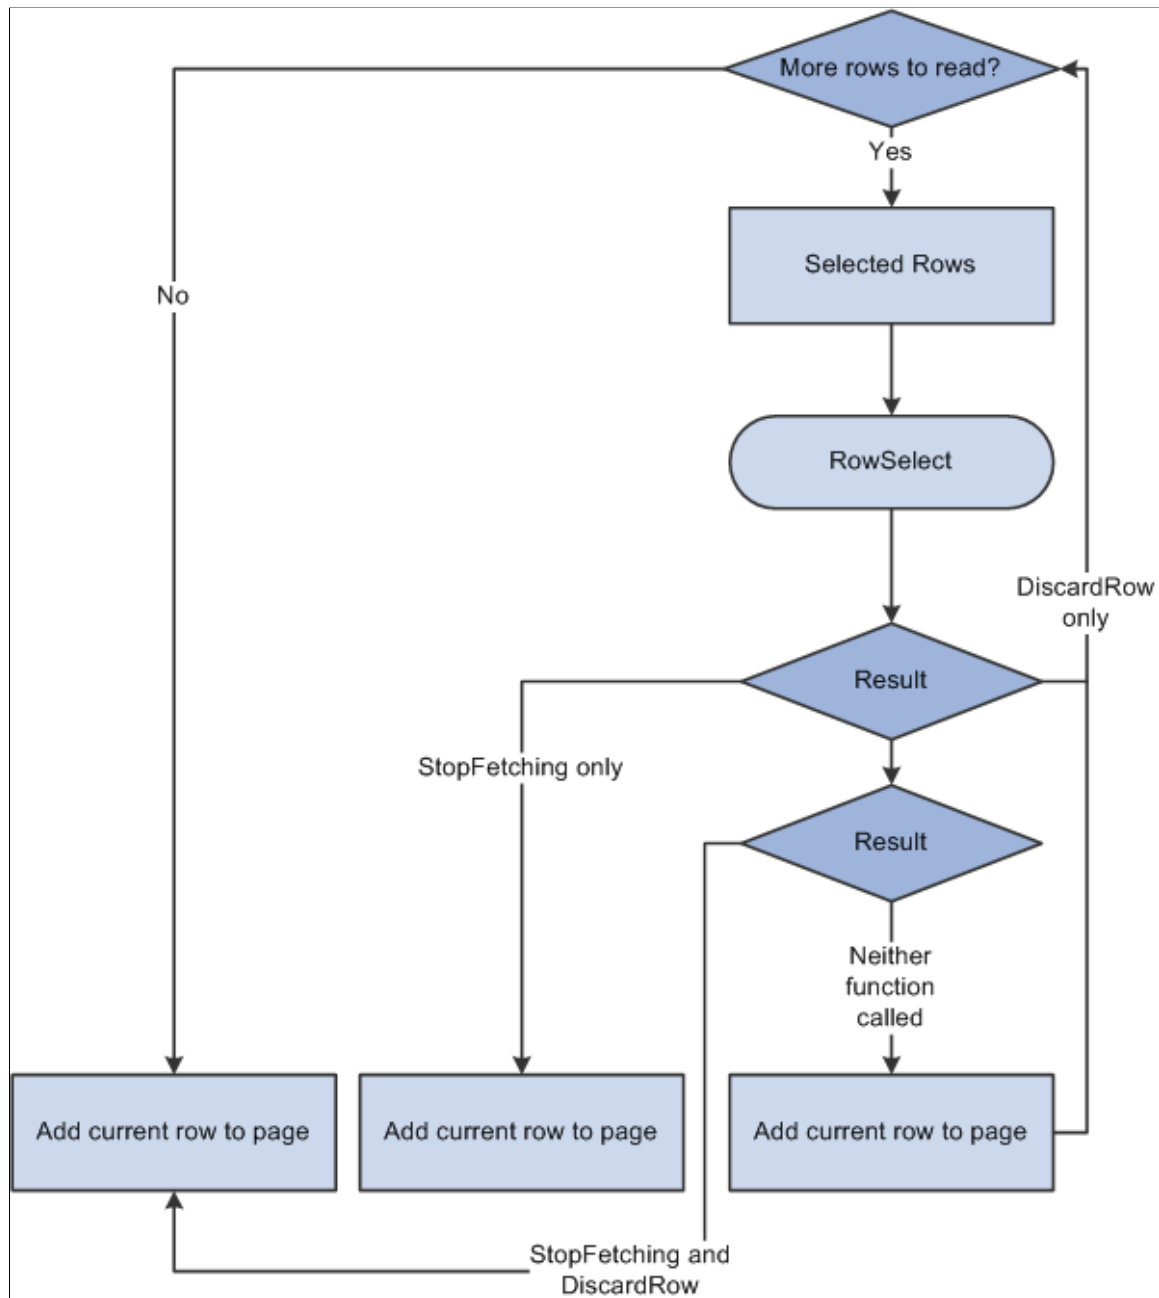 More rows to read?
Yes
Selected Rows
No
RowSelect
DiscardRow
only
Result
StopFetching only
Result
Neither
function
called
Add current row to page
Add current row to page
Add current row to page
StopFetching and
DiscardRow